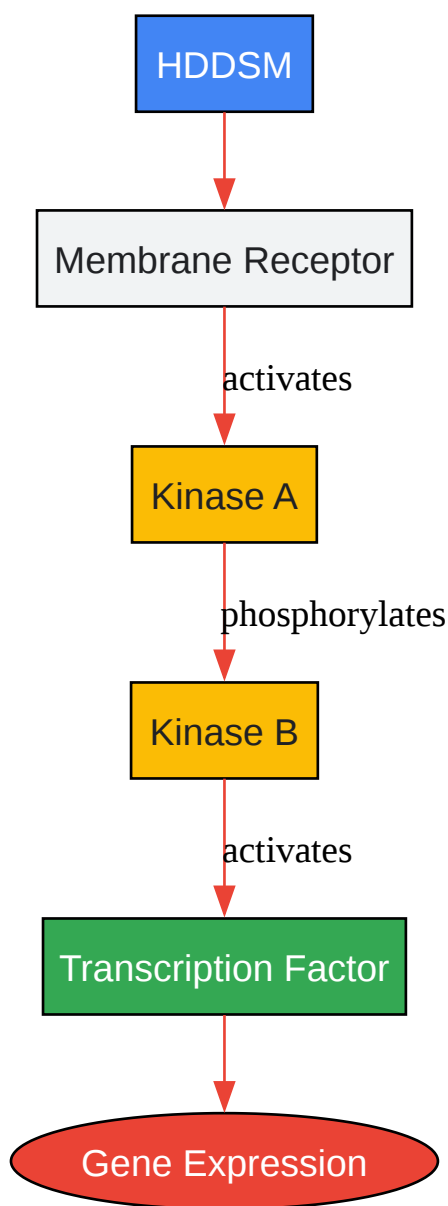 HDDSM
Membrane Receptor
activates
Kinase A
phosphorylates
Kinase B
activates
Transcription Factor
Gene Expression